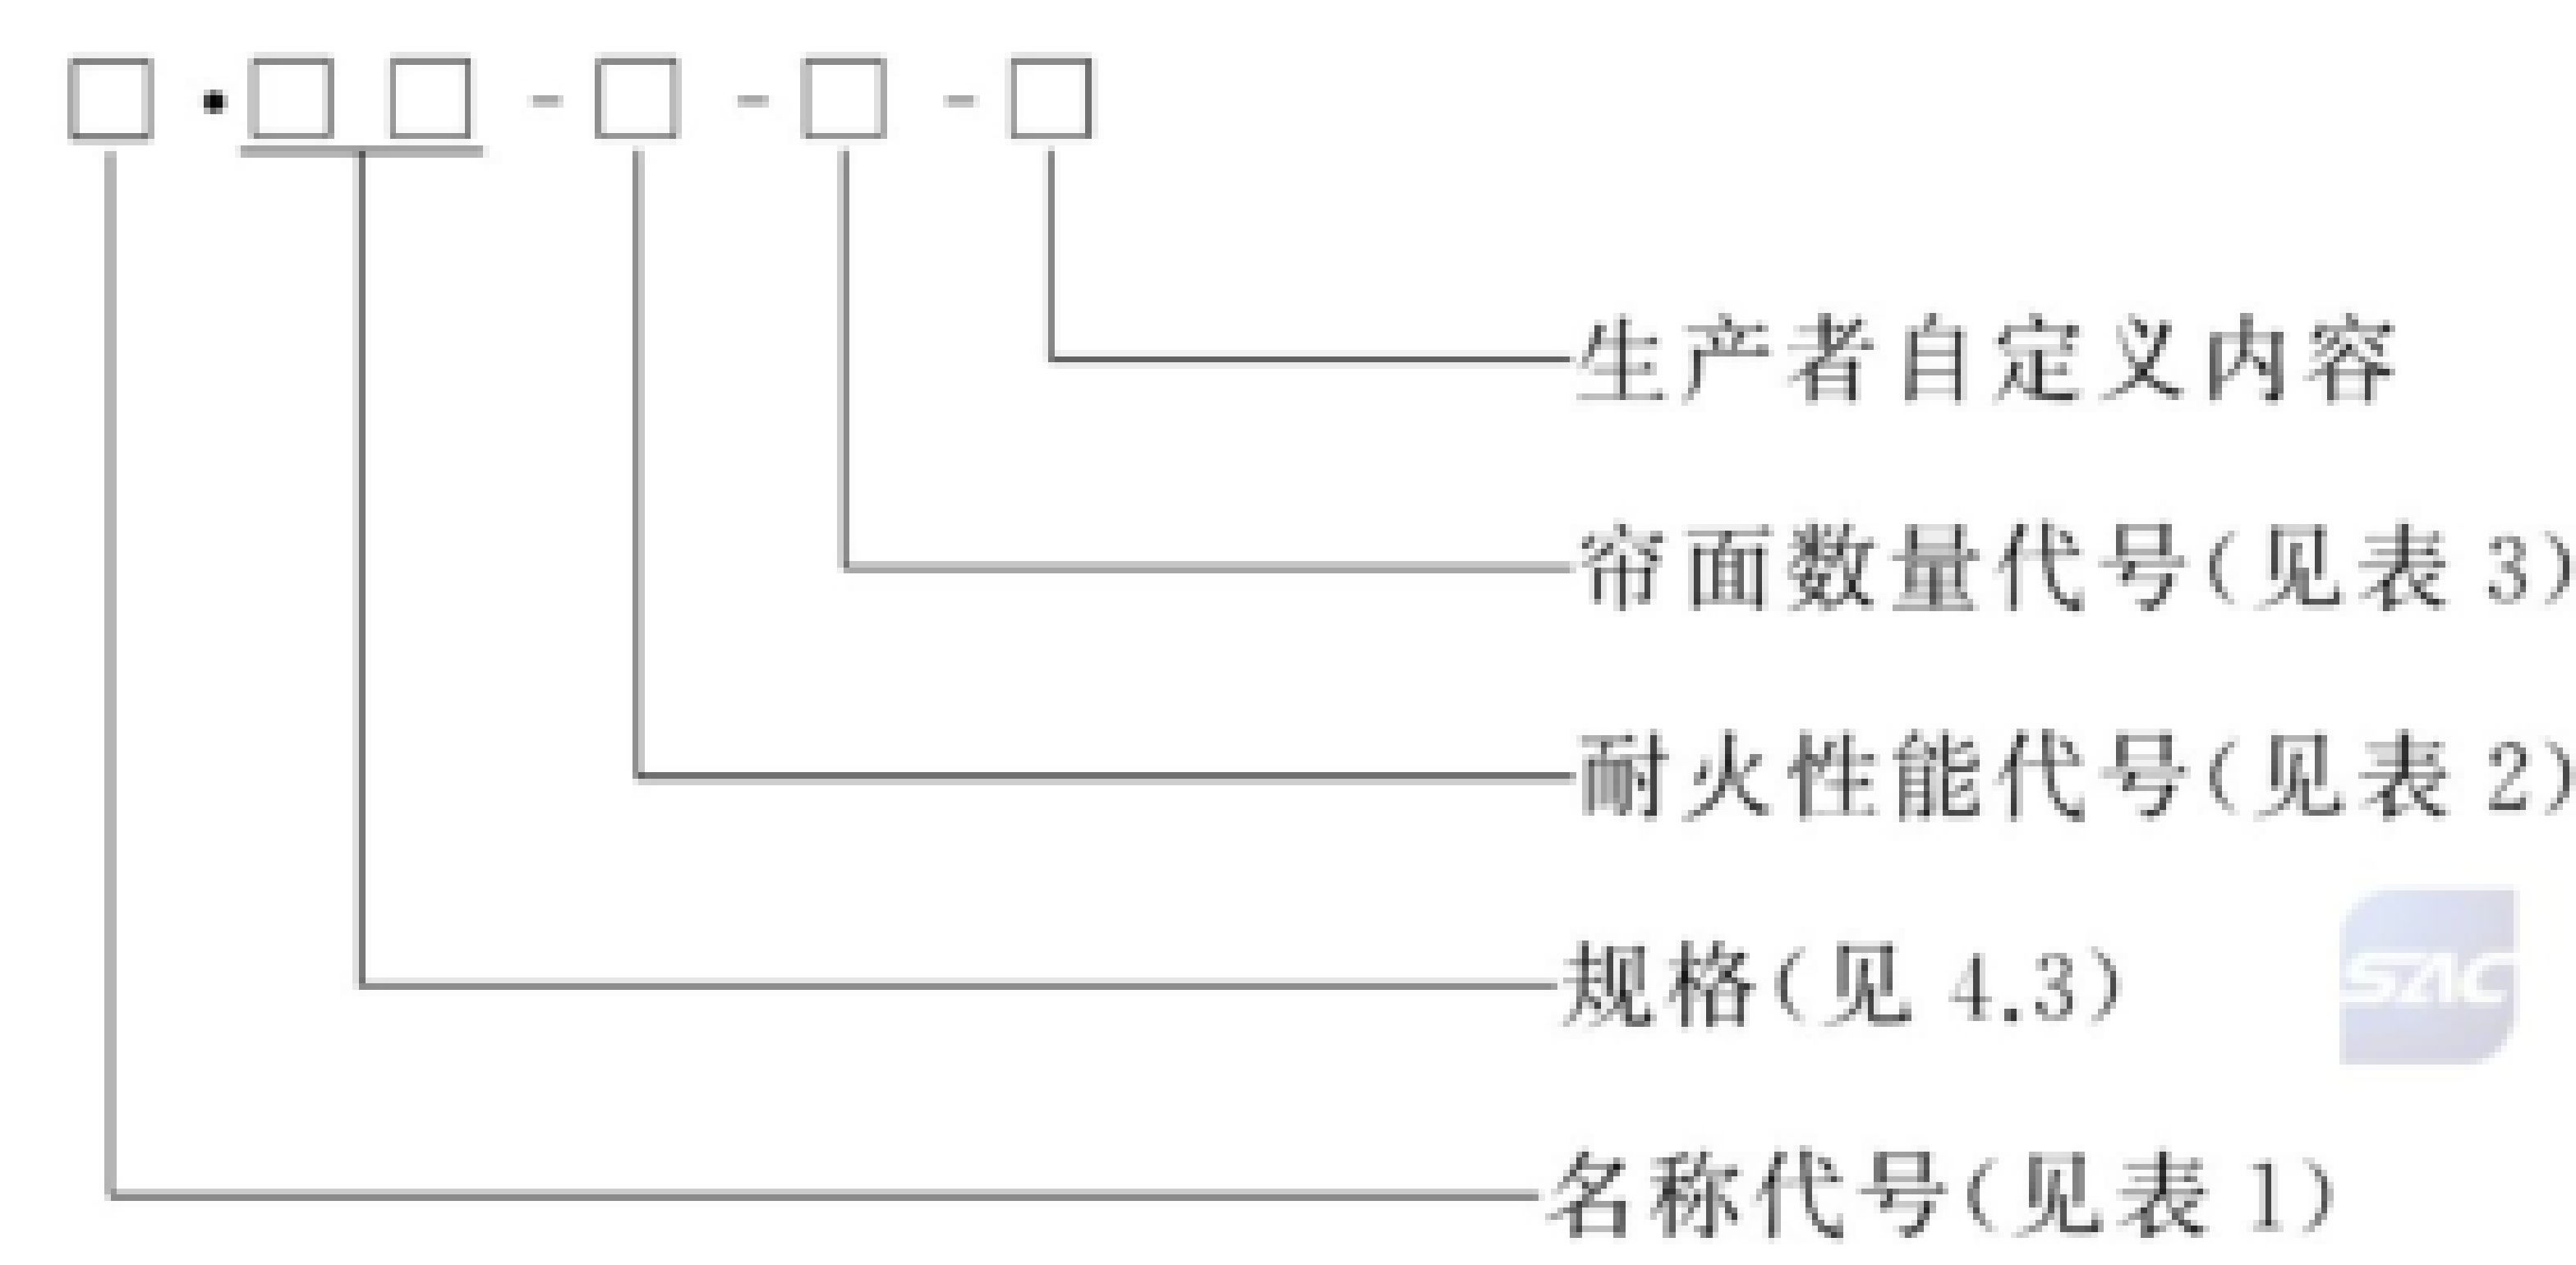 □·□□-□-□-□
生产者自定义内容
帘面数量代号(见表 3)
耐火性能代号(见表 2)
规格(见 4.3)
SAC
名称代号(见表 1)